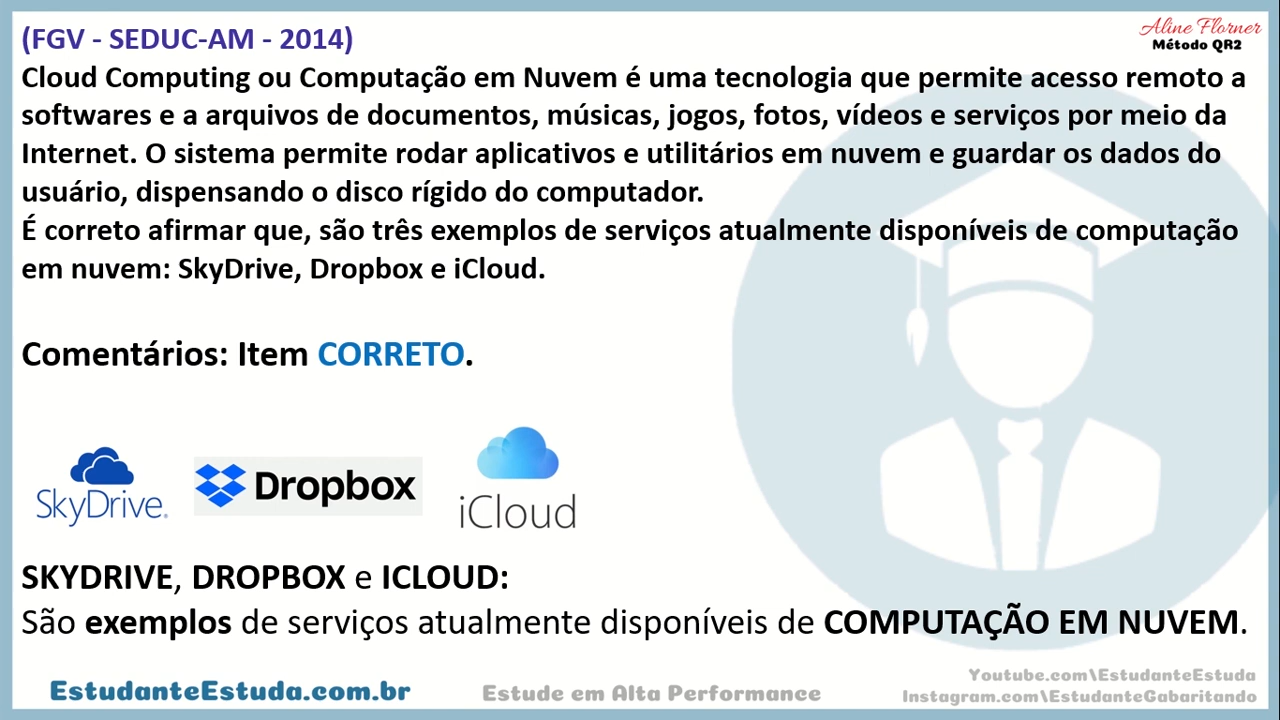 (FGV - SEDUC-AM - 2014)
Aline Florner
Método QR2
Cloud Computing ou Computação em Nuvem é uma tecnologia que permite acesso remoto a
softwares e a arquivos de documentos, músicas, jogos, fotos, vídeos e serviços por meio da
Internet. O sistema permite rodar aplicativos e utilitários em nuvem e guardar os dados do
usuário, dispensando o disco rígido do computador.
É correto afirmar que, são três exemplos de serviços atualmente disponíveis de computação
em nuvem: SkyDrive, Dropbox e iCloud.
Comentários: Item CORRETO.
SkyDrive.
Dropbox
iCloud
SKYDRIVE, DROPBOX e ICLOUD:
São exemplos de serviços atualmente disponíveis de COMPUTAÇÃO EM NUVEM.
EstudanteEstuda.com.br
Estude em Alta Performance
Youtube.com\EstudanteEstuda
Instagram.com\EstudanteGabaritando